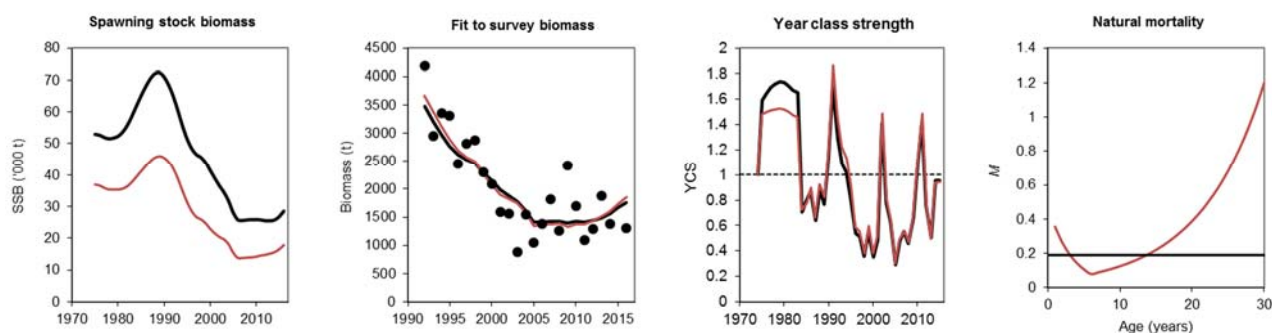 Spawning stock biomass
80
70
60
50
40
30
20
10
0
SSB ('000 t)
1970 1980 1990 2000 2010
Fit to survey biomass
4500
4000
3500
3000
2500
2000
1500
1000
500
0
Biomass (t)
1990 1995 2000 2005 2010 2015
Year class strength
2
1.8
1.6
1.4
1.2
1
0.8
0.6
0.4
0.2
0
YCS
1970 1980 1990 2000 2010
Natural mortality
1.4
1.2
1
0.8
0.6
0.4
0.2
0
M
0 10 20 30
Age (years)